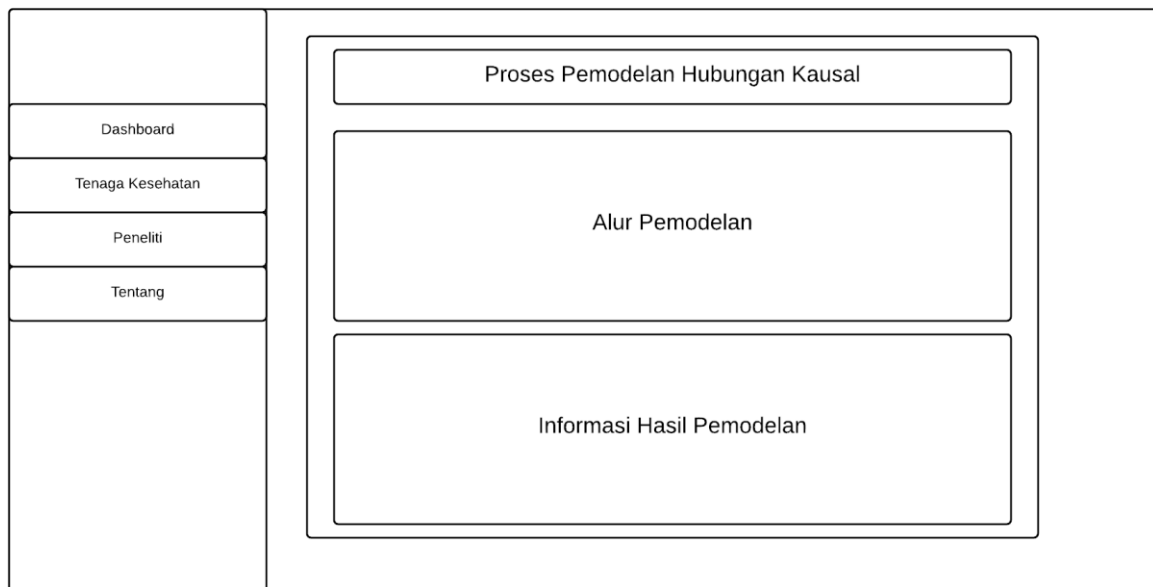 Dashboard
Tenaga Kesehatan
Peneliti
Tentang
Proses Pemodelan Hubungan Kausal
Alur Pemodelan
Informasi Hasil Pemodelan